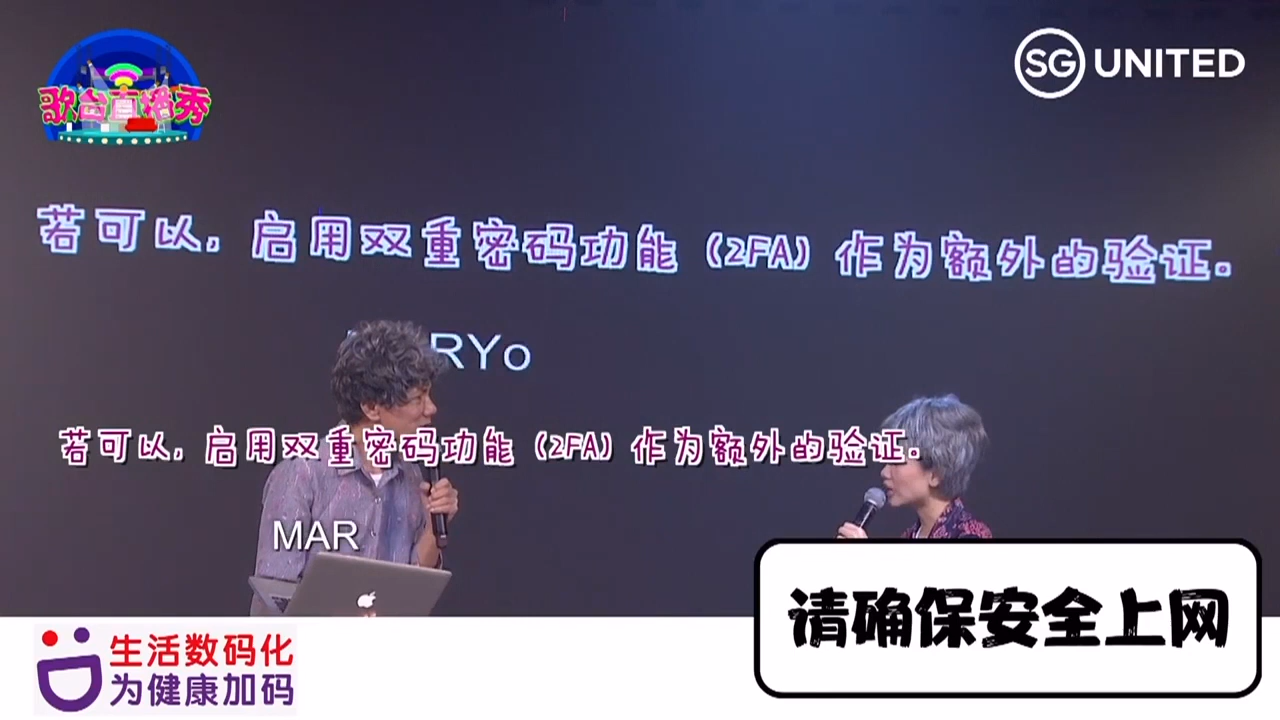 歌台直播秀
SG UNITED
若可以，启用双重密码功能（2FA）作为额外的验证。
RYo
若可以，启用双重密码功能（2FA）作为额外的验证。
MAR
请确保安全上网
生活数码化
为健康加码